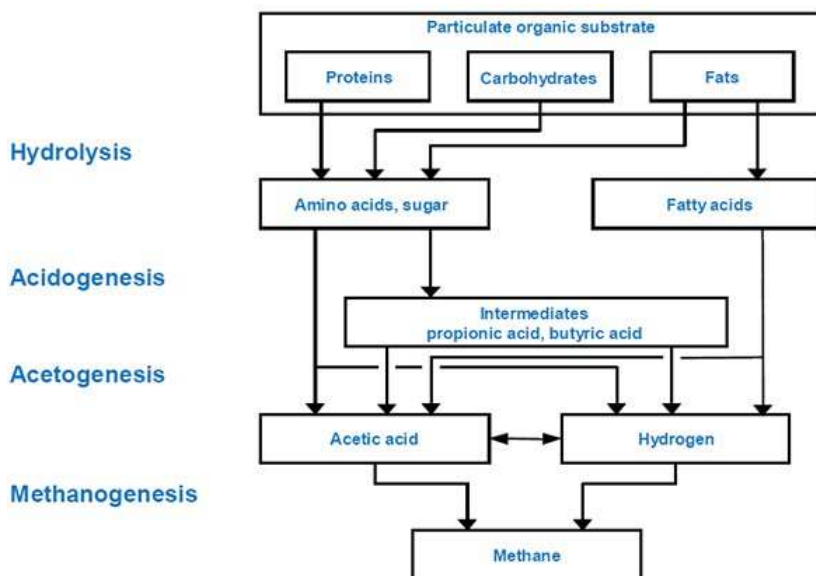 Particulate organic substrate
Proteins
Carbohydrates
Fats
Hydrolysis
Amino acids, sugar
Fatty acids
Acidogenesis
Intermediates
propionic acid, butyric acid
Acetogenesis
Acetic acid
Hydrogen
Methanogenesis
Methane